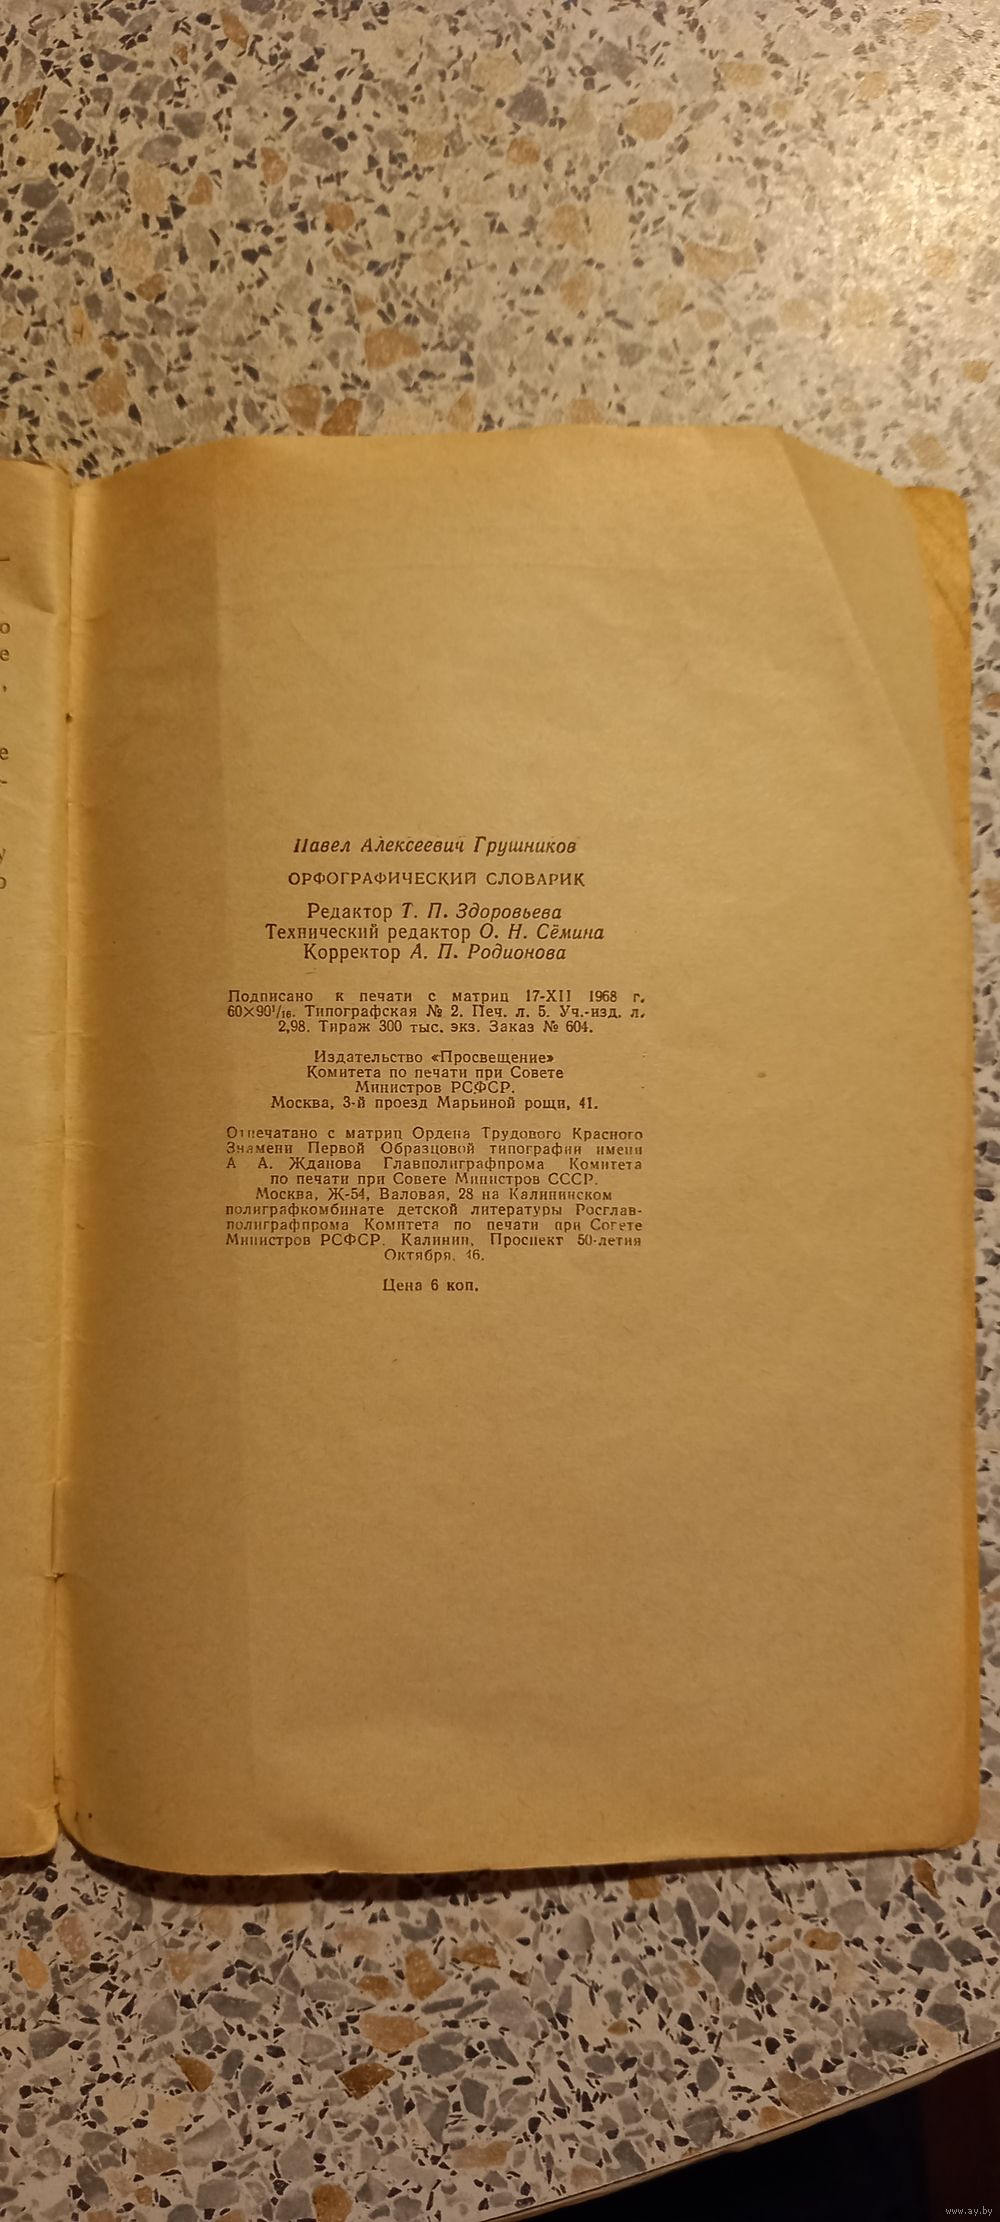 Павел Алексеевич Грушников
ОРФОГРАФИЧЕСКИЙ СЛОВАРИК
Редактор Т. П. Здоровьева
Технический редактор О. Н. Сёмина
Корректор А. П. Родионова
Подписано к печати с матриц 17-XII 1968 г.
60×90¹/₁₆. Типографская № 2. Печ. л. 5. Уч.-изд. л.
2,98. Тираж 300 тыс. экз. Заказ № 604.
Издательство «Просвещение»
Комитета по печати при Совете
Министров РСФСР.
Москва, 3-й проезд Марьиной рощи, 41.
Отпечатано с матриц Ордена Трудового Красного
Знамени Первой Образцовой типографии имени
А А. Жданова Главполиграфпрома Комитета
по печати при Совете Министров СССР.
Москва, Ж-54, Валовая, 28 на Калининском
полиграфкомбинате детской литературы Росглав-
полиграфпрома Комитета по печати при Совете
Министров РСФСР. Калинин, Проспект 50-летия
Октября, 46.
Цена 6 коп.
www.ay.by